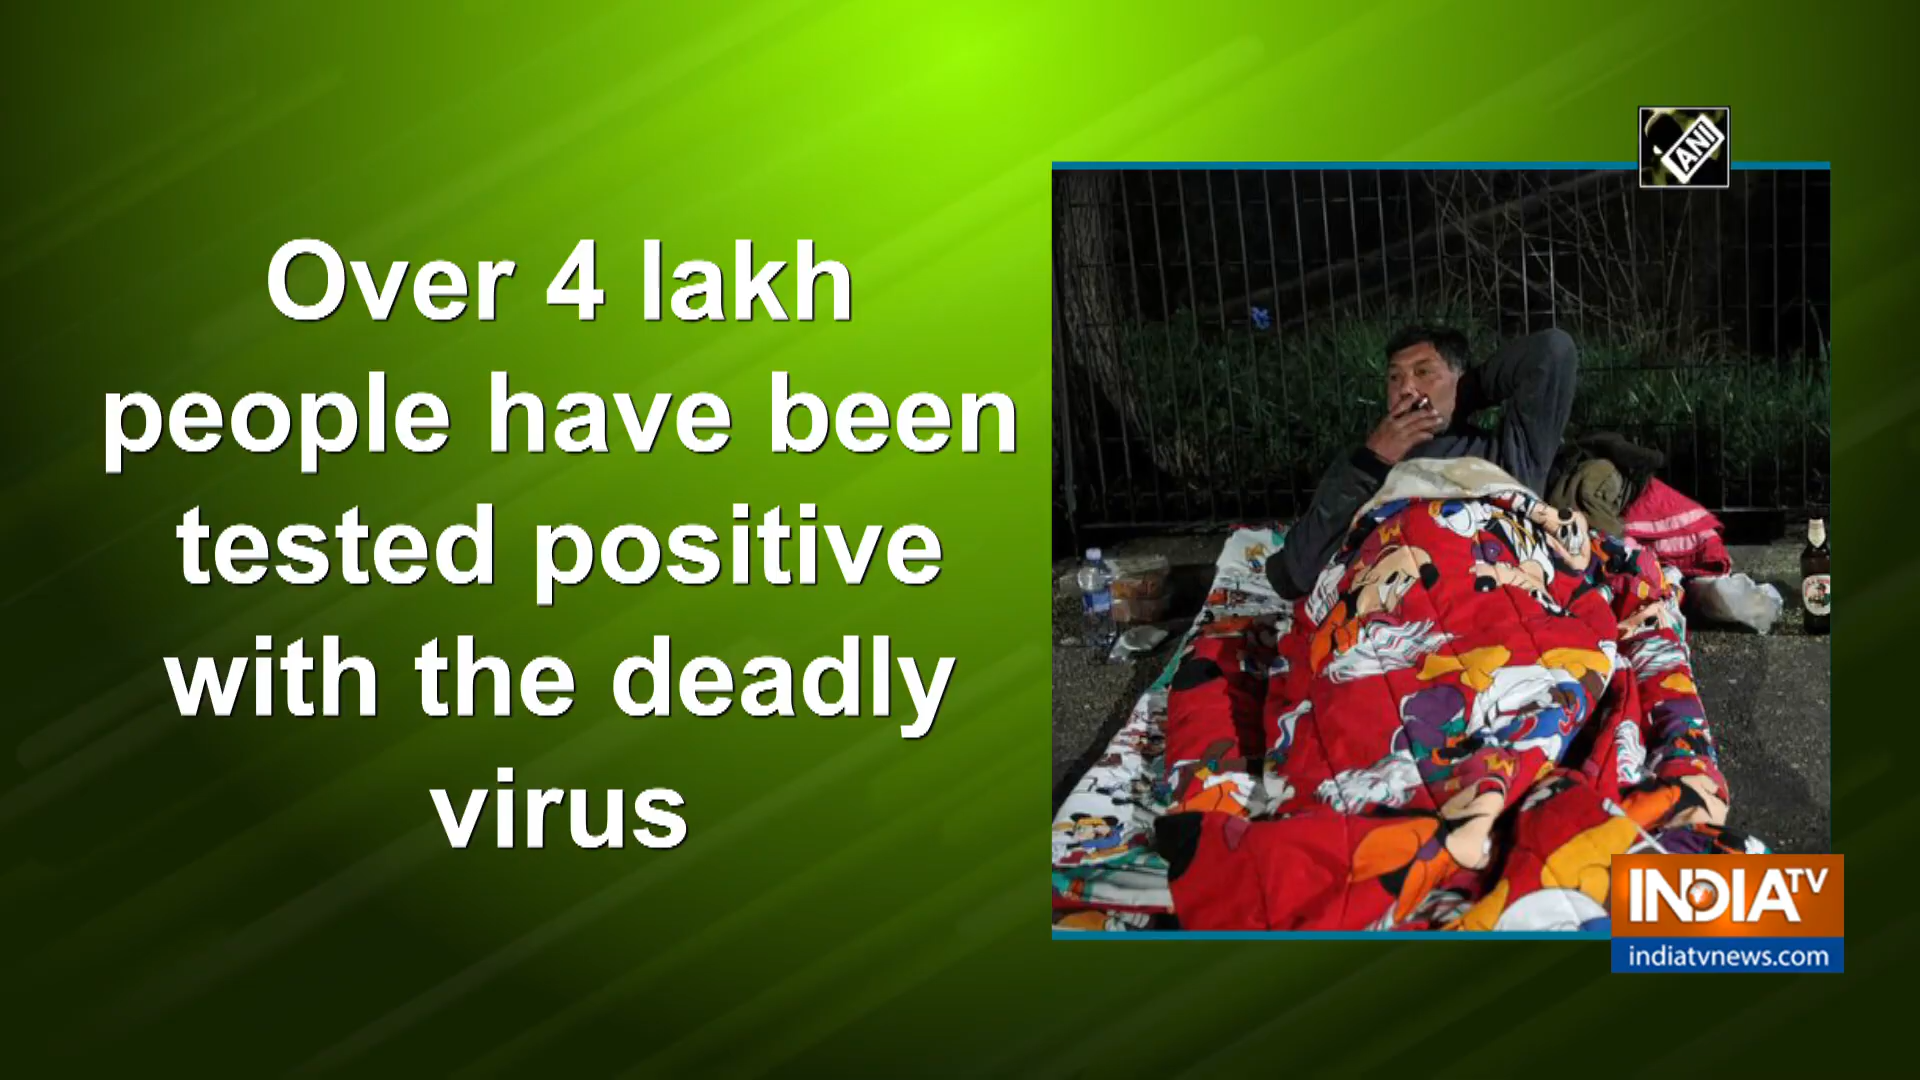 Over 4 lakh
people have been
tested positive
with the deadly
virus
ANI
INDIA TV
indiatvnews.com